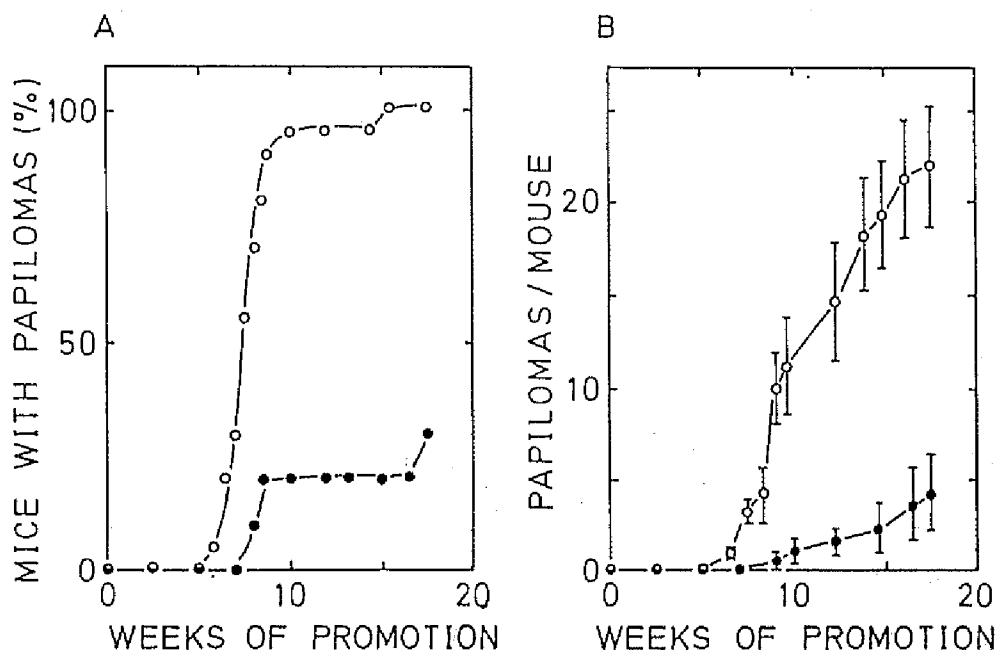 A
MICE WITH PAPILOMAS (%)
100
50
0
0
10
20
WEEKS OF PROMOTION
B
PAPILOMAS / MOUSE
20
10
0
0
10
20
WEEKS OF PROMOTION